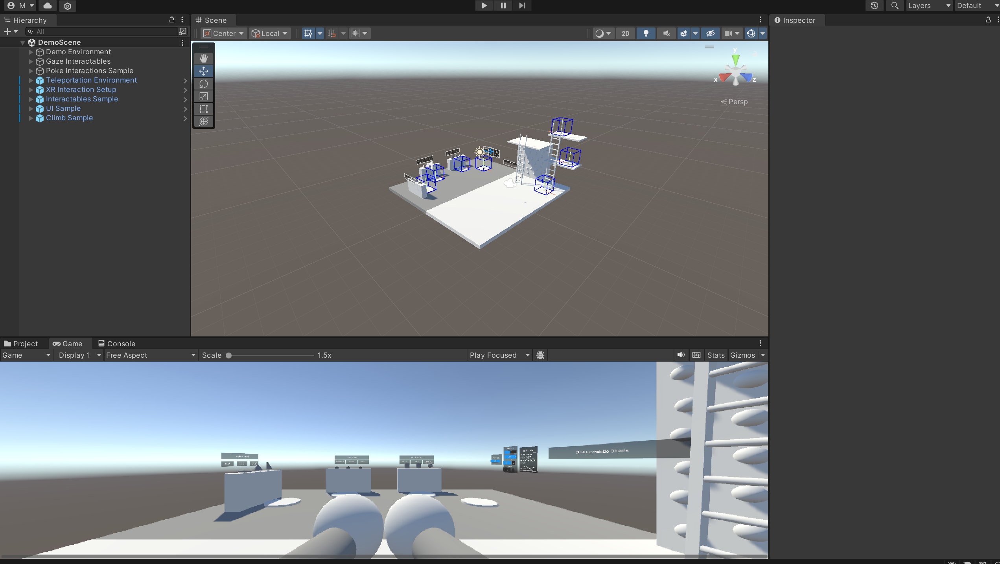 M
Layers
Default
Hierarchy
Scene
Inspector
All
Center
Local
2D
DemoScene
Demo Environment
Gaze Interactables
Poke Interactions Sample
Teleportation Environment
XR Interaction Setup
Interactables Sample
UI Sample
Climb Sample
y
x
z
Persp
Project
Game
Console
Game
Display 1
Free Aspect
Scale
1.5x
Play Focused
Stats
Gizmos
Climb Interactable Objects